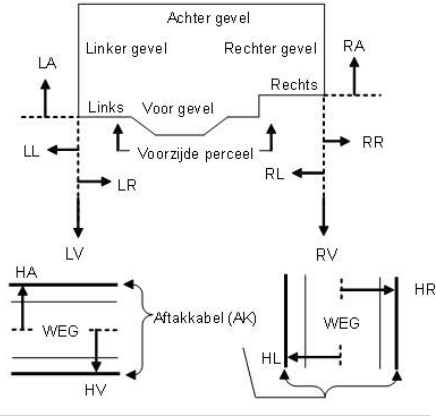 Achter gevel
Linker gevel Rechter gevel
LA RA
Links Voor gevel Rechts
LL Voorzijde perceel RR
LR RL
LV RV
HA HR
WEG Aftakkabel (AK) WEG
HL
HV